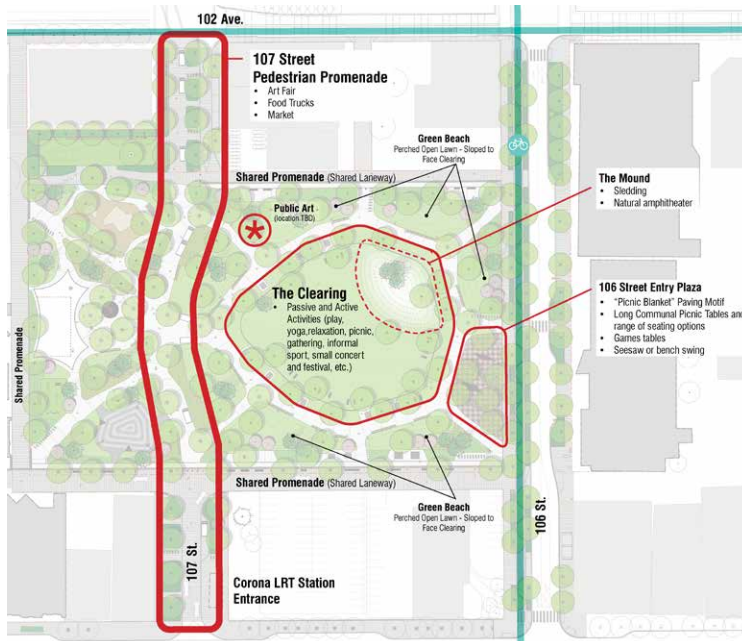 102 Ave.
107 Street
Pedestrian Promenade
• Art Fair
• Food Trucks
• Market
Green Beach
Perched Open Lawn - Sloped to
Face Clearing
Shared Promenade (Shared Laneway)
The Mound
• Sledding
• Natural amphitheater
Public Art
(location TBD)
*
The Clearing
• Passive and Active
Activities (play,
yoga,relaxation, picnic,
gathering, informal
sport, small concert
and festival, etc.)
106 Street Entry Plaza
• "Picnic Blanket" Paving Motif
• Long Communal Picnic Tables and
range of seating options
• Games tables
• Seesaw or bench swing
Shared Promenade
Shared Promenade (Shared Laneway)
Green Beach
Perched Open Lawn - Sloped to
Face Clearing
106 St.
107 St.
Corona LRT Station
Entrance